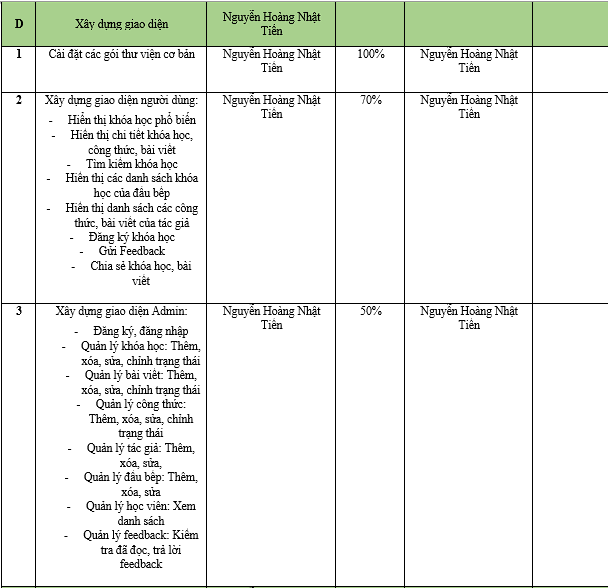 D Xây dựng giao diện Nguyễn Hoàng Nhật
Tiến
1 Cài đặt các gói thư viện cơ bản Nguyễn Hoàng Nhật 100% Nguyễn Hoàng Nhật
Tiến Tiến
2 Xây dựng giao diện người dùng: Nguyễn Hoàng Nhật 70% Nguyễn Hoàng Nhật
Tiến Tiến
- Hiển thị khóa học phổ biến
- Hiển thị chi tiết khóa học,
công thức, bài viết
- Tìm kiếm khóa học
- Hiển thị các danh sách khóa
học của đầu bếp
- Hiển thị danh sách các công
thức, bài viết của tác giả
- Đăng ký khóa học
- Gửi Feedback
- Chia sẻ khóa học, bài
viết
3 Xây dựng giao diện Admin: Nguyễn Hoàng Nhật 50% Nguyễn Hoàng Nhật
Tiến Tiến
- Đăng ký, đăng nhập
- Quản lý khóa học: Thêm,
xóa, sửa, chỉnh trạng thái
- Quản lý bài viết: Thêm,
xóa, sửa, chỉnh trạng thái
- Quản lý công thức:
Thêm, xóa, sửa, chỉnh
trạng thái
- Quản lý tác giả: Thêm,
xóa, sửa,
- Quản lý đầu bếp: Thêm,
xóa, sửa
- Quản lý học viên: Xem
danh sách
- Quản lý feedback: Kiểm
tra đã đọc, trả lời
feedback